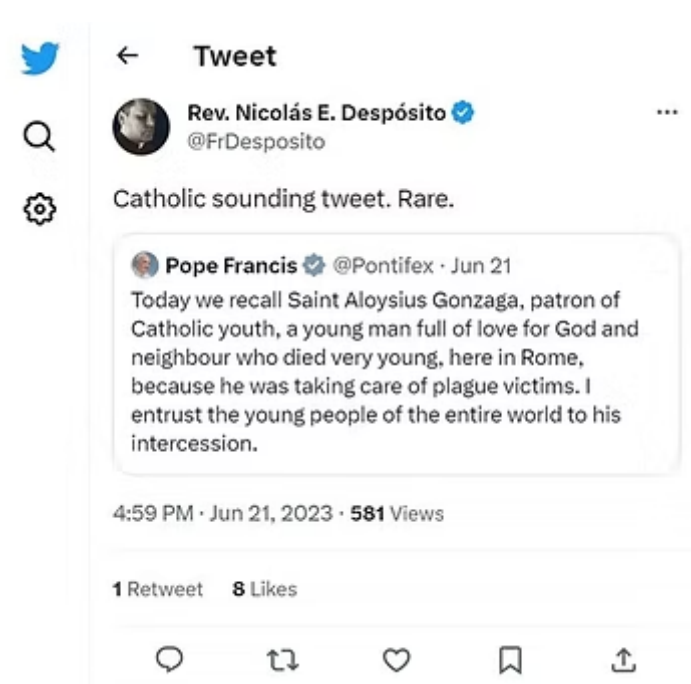 Tweet
Rev. Nicolás E. Despósito
@FrDesposito
Catholic sounding tweet. Rare.
Pope Francis @Pontifex · Jun 21
Today we recall Saint Aloysius Gonzaga, patron of
Catholic youth, a young man full of love for God and
neighbour who died very young, here in Rome,
because he was taking care of plague victims. I
entrust the young people of the entire world to his
intercession.
4:59 PM · Jun 21, 2023 · 581 Views
1 Retweet 8 Likes